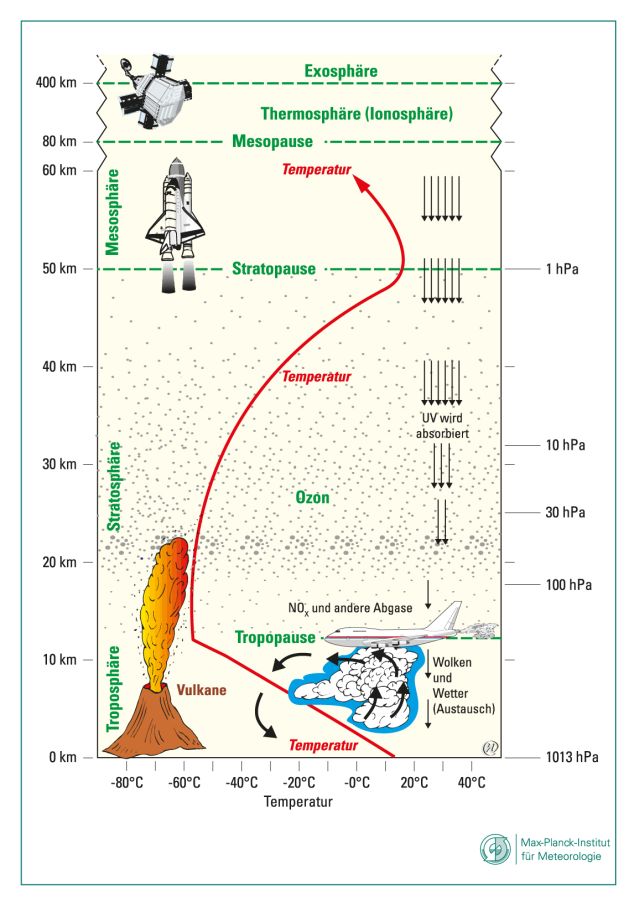 Exosphäre
400 km
Thermosphäre (Ionosphäre)
80 km
Mesopause
60 km
Temperatur
Mesosphäre
50 km
Stratopause
1 hPa
40 km
Temperatur
UV wird
absorbiert
10 hPa
30 km
Stratosphäre
Ozon
30 hPa
20 km
100 hPa
NOx und andere Abgase
Tropopause
10 km
Wolken
und
Wetter
(Austausch)
Troposphäre
Vulkane
Temperatur
0 km
1013 hPa
-80°C -60°C -40°C -20°C -0°C 20°C 40°C
Temperatur
Max-Planck-Institut
für Meteorologie